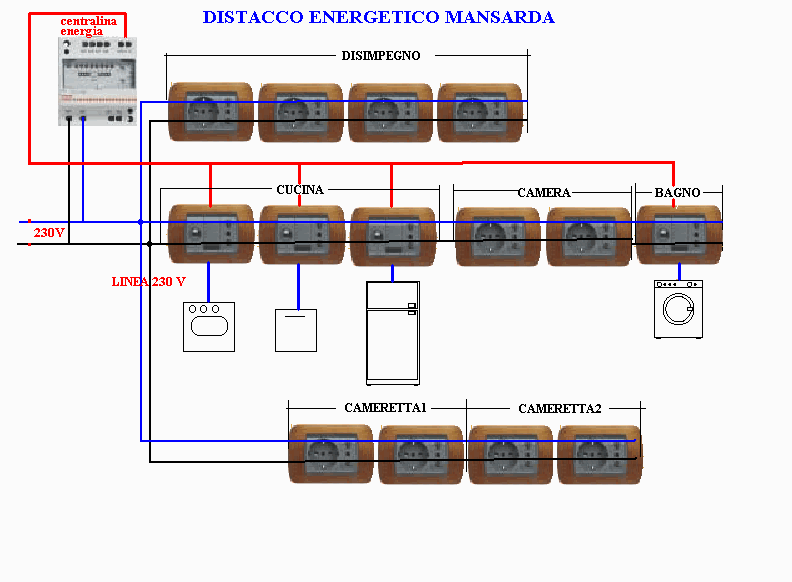 DISTACCO ENERGETICO MANSARDA
centralina
energia
DISIMPEGNO
CUCINA
CAMERA
BAGNO
230V
LINEA 230 V
CAMERETTA1
CAMERETTA2